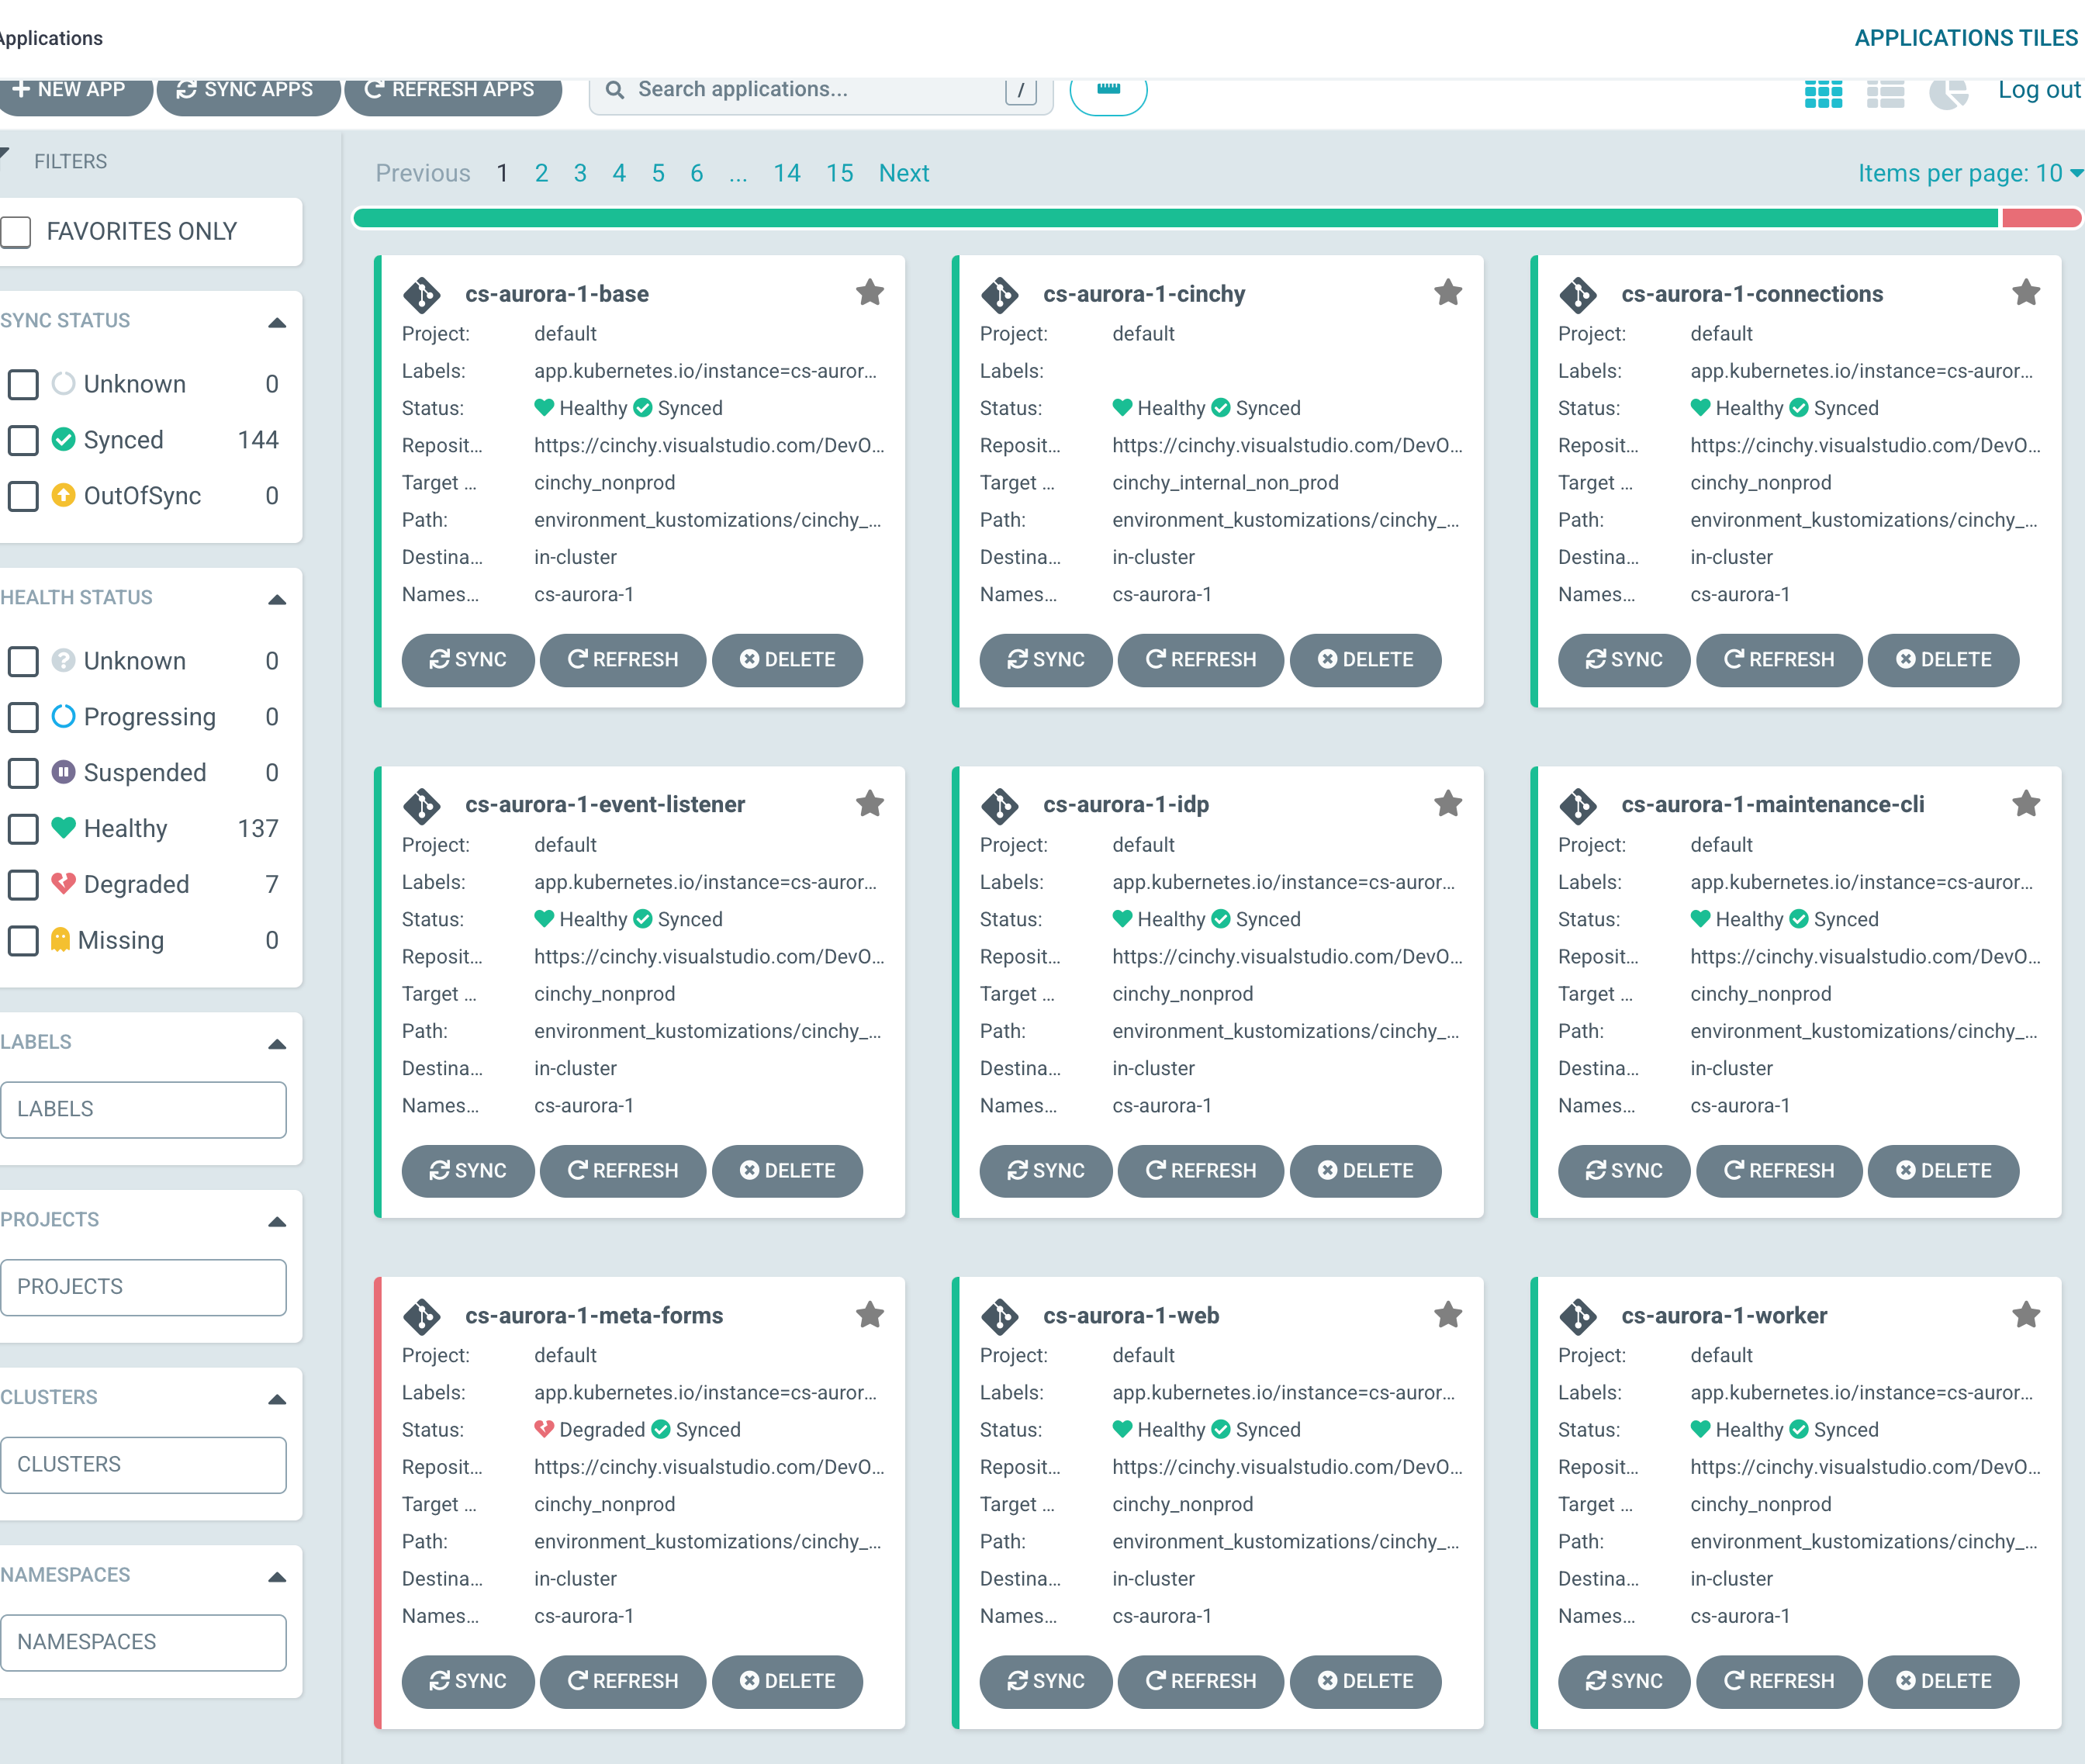 Applications
APPLICATIONS TILES
NEW APP SYNC APPS REFRESH APPS Search applications... / Log out
FILTERS
FAVORITES ONLY
SYNC STATUS
Unknown 0
Synced 144
OutOfSync 0
HEALTH STATUS
Unknown 0
Progressing 0
Suspended 0
Healthy 137
Degraded 7
Missing 0
LABELS
LABELS
PROJECTS
PROJECTS
CLUSTERS
CLUSTERS
NAMESPACES
NAMESPACES
Previous 1 2 3 4 5 6 ... 14 15 Next
Items per page: 10
cs-aurora-1-base
Project: default
Labels: app.kubernetes.io/instance=cs-auror...
Status: Healthy Synced
Reposit... https://cinchy.visualstudio.com/DevO...
Target ... cinchy_nonprod
Path: environment_kustomizations/cinchy_...
Destina... in-cluster
Names... cs-aurora-1
SYNC REFRESH DELETE
cs-aurora-1-cinchy
Project: default
Labels:
Status: Healthy Synced
Reposit... https://cinchy.visualstudio.com/DevO...
Target ... cinchy_internal_non_prod
Path: environment_kustomizations/cinchy_...
Destina... in-cluster
Names... cs-aurora-1
SYNC REFRESH DELETE
cs-aurora-1-connections
Project: default
Labels: app.kubernetes.io/instance=cs-auror...
Status: Healthy Synced
Reposit... https://cinchy.visualstudio.com/DevO...
Target ... cinchy_nonprod
Path: environment_kustomizations/cinchy_...
Destina... in-cluster
Names... cs-aurora-1
SYNC REFRESH DELETE
cs-aurora-1-event-listener
Project: default
Labels: app.kubernetes.io/instance=cs-auror...
Status: Healthy Synced
Reposit... https://cinchy.visualstudio.com/DevO...
Target ... cinchy_nonprod
Path: environment_kustomizations/cinchy_...
Destina... in-cluster
Names... cs-aurora-1
SYNC REFRESH DELETE
cs-aurora-1-idp
Project: default
Labels: app.kubernetes.io/instance=cs-auror...
Status: Healthy Synced
Reposit... https://cinchy.visualstudio.com/DevO...
Target ... cinchy_nonprod
Path: environment_kustomizations/cinchy_...
Destina... in-cluster
Names... cs-aurora-1
SYNC REFRESH DELETE
cs-aurora-1-maintenance-cli
Project: default
Labels: app.kubernetes.io/instance=cs-auror...
Status: Healthy Synced
Reposit... https://cinchy.visualstudio.com/DevO...
Target ... cinchy_nonprod
Path: environment_kustomizations/cinchy_...
Destina... in-cluster
Names... cs-aurora-1
SYNC REFRESH DELETE
cs-aurora-1-meta-forms
Project: default
Labels: app.kubernetes.io/instance=cs-auror...
Status: Degraded Synced
Reposit... https://cinchy.visualstudio.com/DevO...
Target ... cinchy_nonprod
Path: environment_kustomizations/cinchy_...
Destina... in-cluster
Names... cs-aurora-1
SYNC REFRESH DELETE
cs-aurora-1-web
Project: default
Labels: app.kubernetes.io/instance=cs-auror...
Status: Healthy Synced
Reposit... https://cinchy.visualstudio.com/DevO...
Target ... cinchy_nonprod
Path: environment_kustomizations/cinchy_...
Destina... in-cluster
Names... cs-aurora-1
SYNC REFRESH DELETE
cs-aurora-1-worker
Project: default
Labels: app.kubernetes.io/instance=cs-auror...
Status: Healthy Synced
Reposit... https://cinchy.visualstudio.com/DevO...
Target ... cinchy_nonprod
Path: environment_kustomizations/cinchy_...
Destina... in-cluster
Names... cs-aurora-1
SYNC REFRESH DELETE